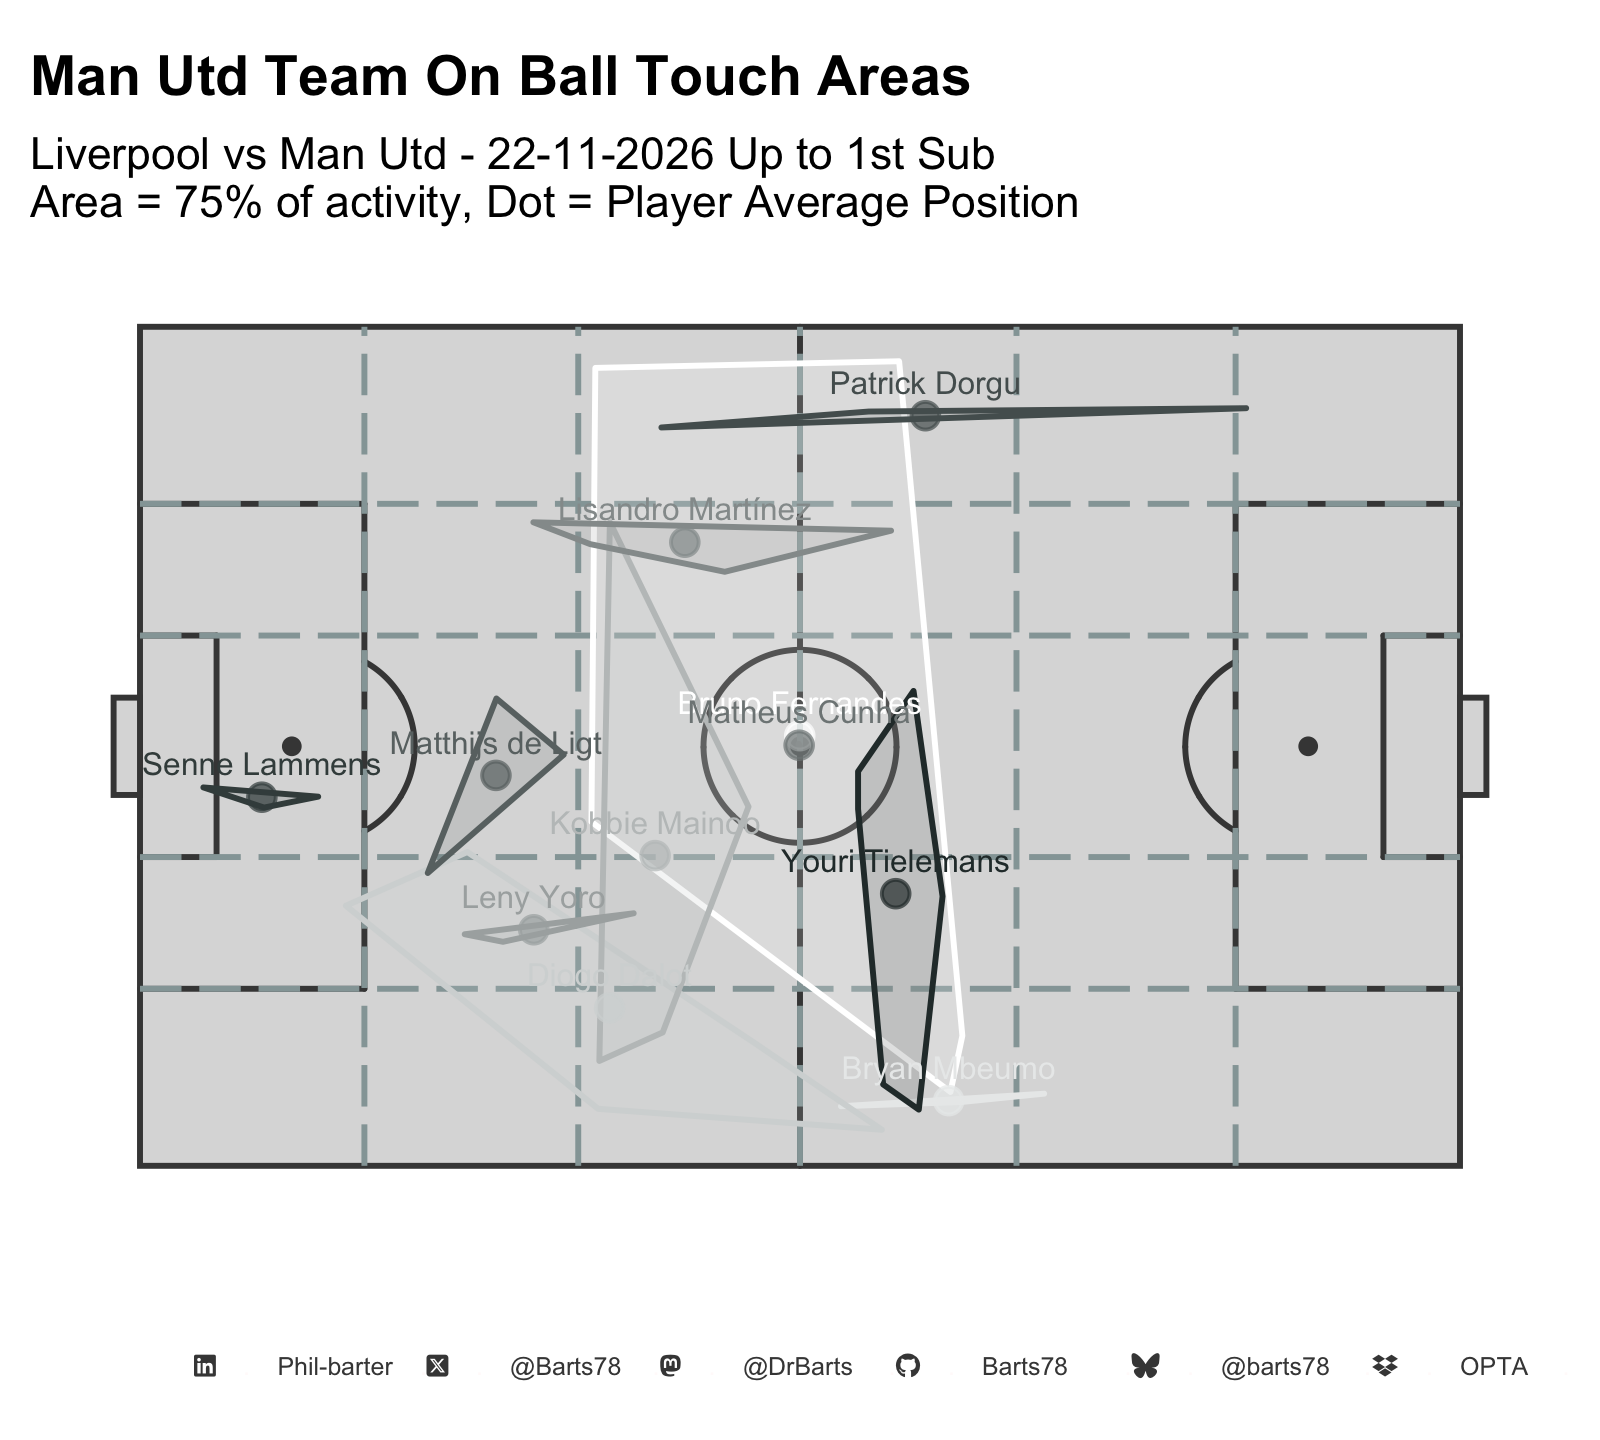 Man Utd Team On Ball Touch Areas
Liverpool vs Man Utd - 22-11-2026 Up to 1st Sub
Area = 75% of activity, Dot = Player Average Position
Patrick Dorgu
Lisandro Martínez
Bruno Fernandes
Matheus Cunha
Matthijs de Ligt
Senne Lammens
Kobbie Mainoo
Youri Tielemans
Leny Yoro
Diogo
Bryan Mbeumo
Phil-barter
@Barts78
@DrBarts
Barts78
@barts78
OPTA